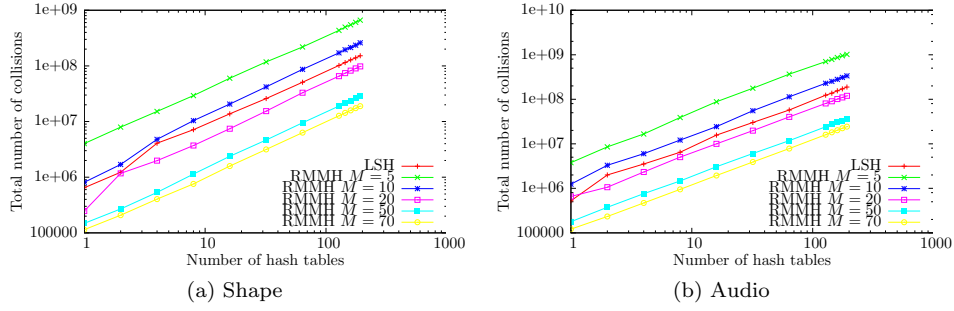 1e+09
1e+08
1e+07
1e+06
100000
Total number of collisions
LSH
RMMH M = 5
RMMH M = 10
RMMH M = 20
RMMH M = 50
RMMH M = 70
1 10 100 1000
Number of hash tables
(a) Shape
1e+10
1e+09
1e+08
1e+07
1e+06
100000
Total number of collisions
LSH
RMMH M = 5
RMMH M = 10
RMMH M = 20
RMMH M = 50
RMMH M = 70
1 10 100 1000
Number of hash tables
(b) Audio